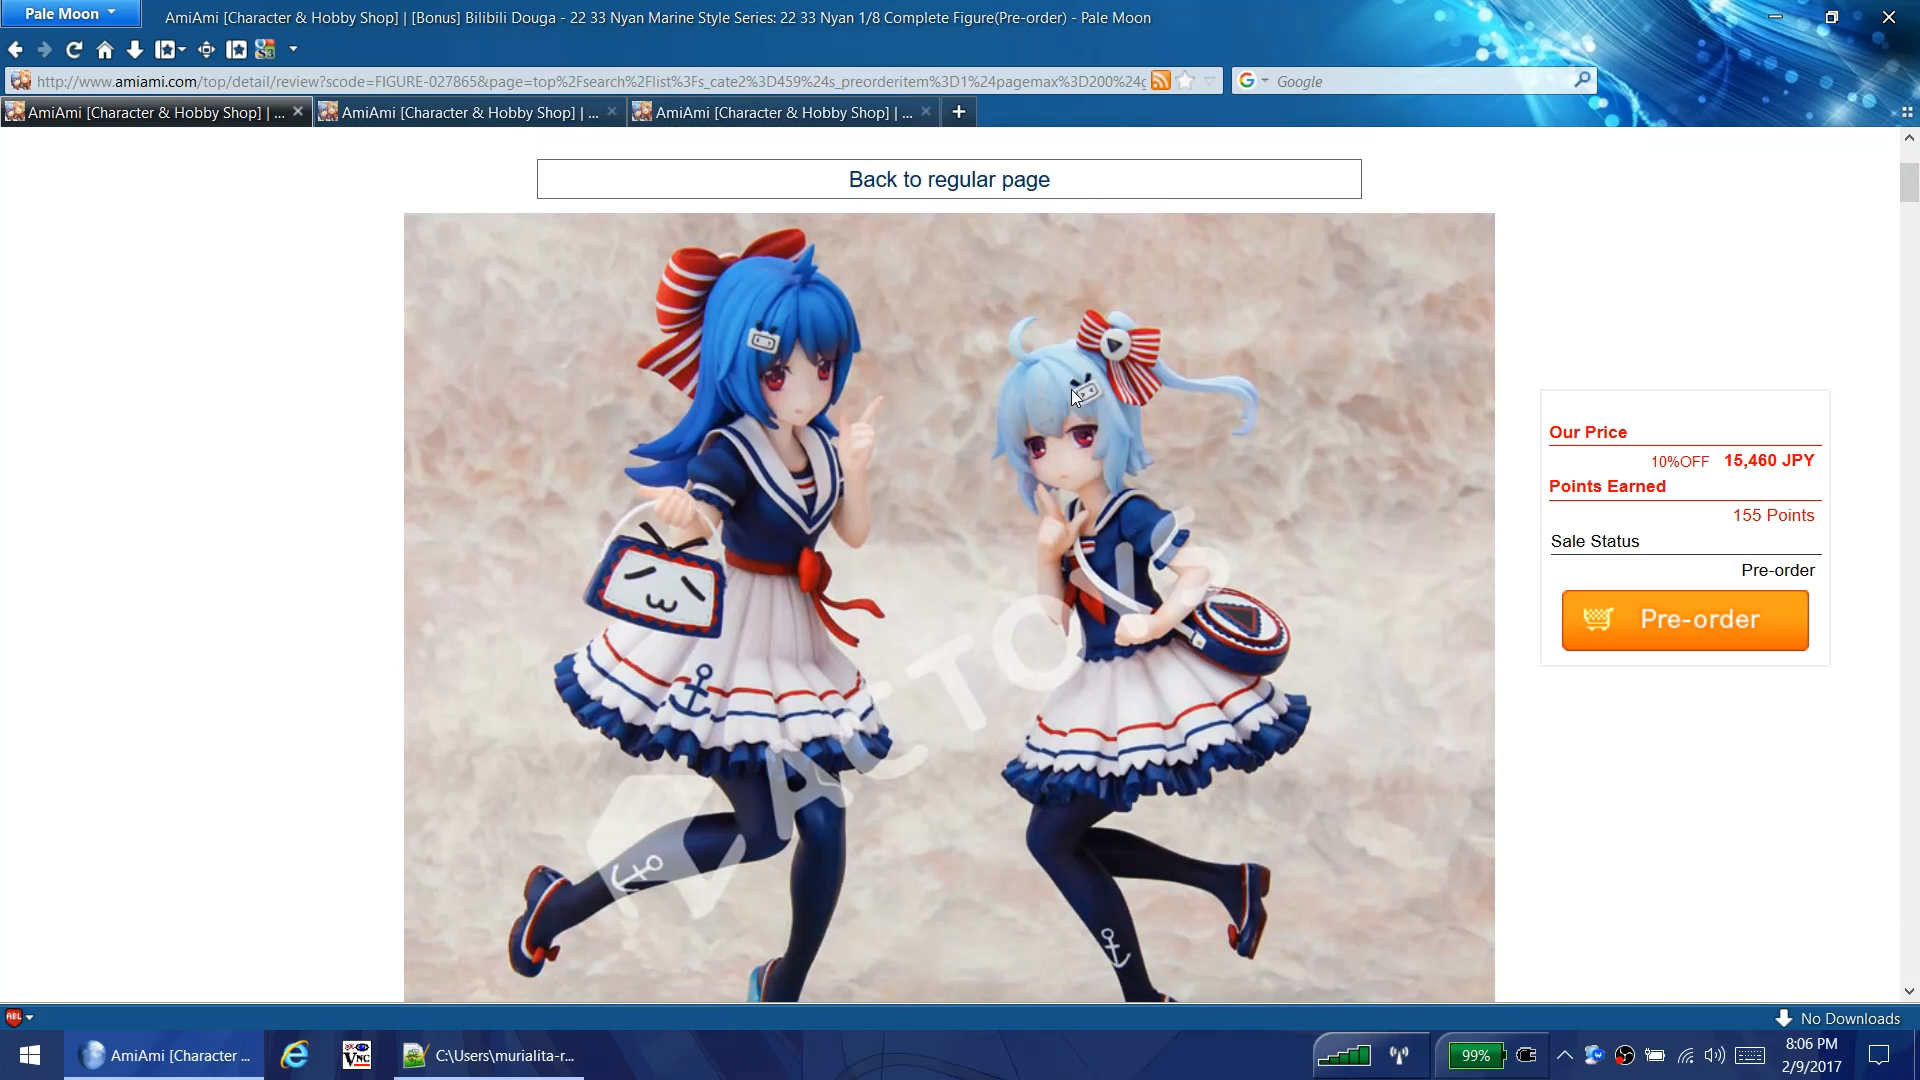 Pale Moon
AmiAmi [Character & Hobby Shop] | [Bonus] Bilibili Douga - 22 33 Nyan Marine Style Series: 22 33 Nyan 1/8 Complete Figure(Pre-order) - Pale Moon
http://www.amiami.com/top/detail/review?scode=FIGURE-027865&page=top%2Fsearch%2Flist%3Fs_cate2%3D459%24s_preorderitem%3D1%24pagemax%3D200%24
Google
AmiAmi [Character & Hobby Shop] | ...
AmiAmi [Character & Hobby Shop] | ...
AmiAmi [Character & Hobby Shop] | ...
Back to regular page
ACTOYS
Our Price
10%OFF 15,460 JPY
Points Earned
155 Points
Sale Status
Pre-order
Pre-order
ABL
No Downloads
AmiAmi [Character ...
VNC
C:\Users\murialita-r...
99%
8:06 PM
2/9/2017